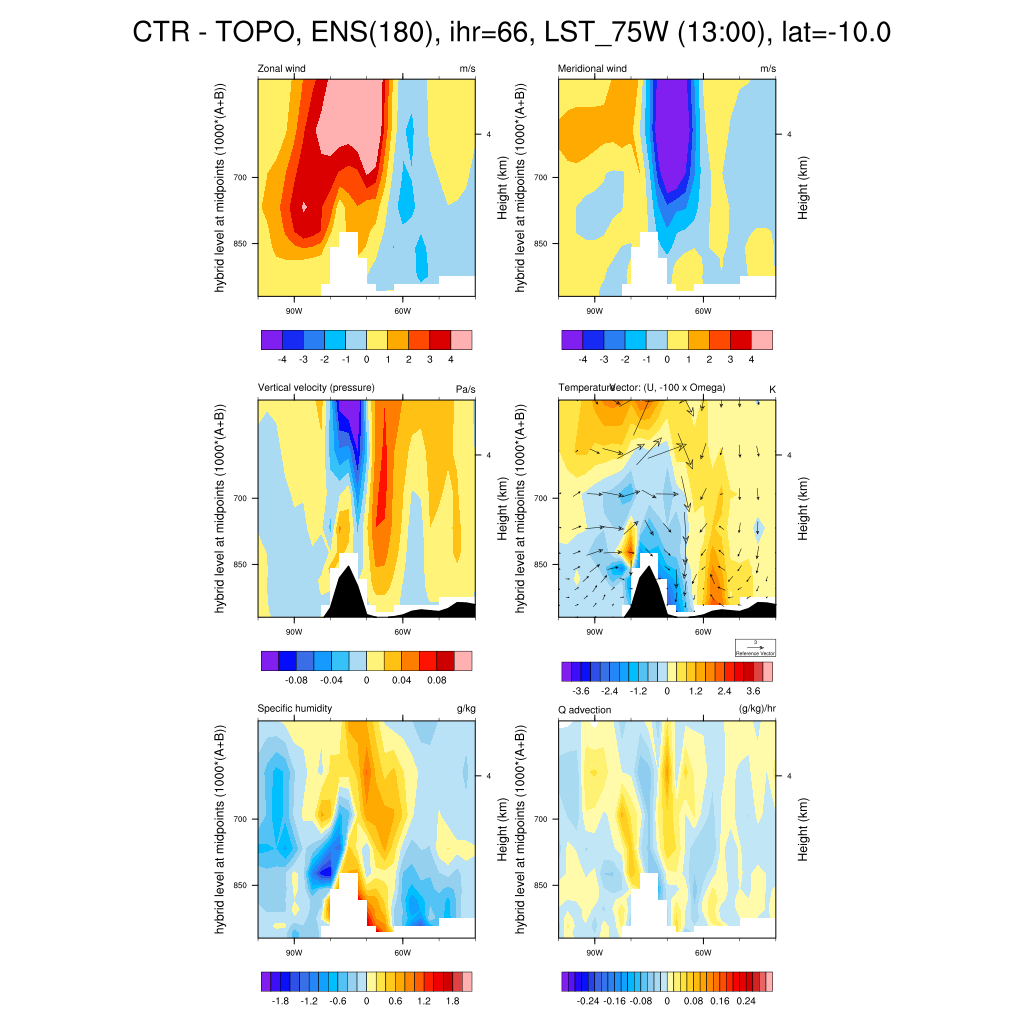 CTR - TOPO, ENS(180), ihr=66, LST_75W (13:00), lat=-10.0
Zonal wind m/s
hybrid level at midpoints (1000*(A+B))
700
850
4
Height (km)
90W 60W
-4 -3 -2 -1 0 1 2 3 4
Meridional wind m/s
hybrid level at midpoints (1000*(A+B))
700
850
4
Height (km)
90W 60W
-4 -3 -2 -1 0 1 2 3 4
Vertical velocity (pressure) Pa/s
hybrid level at midpoints (1000*(A+B))
700
850
4
Height (km)
90W 60W
-0.08 -0.04 0 0.04 0.08
Temperature Vector: (U, -100 x Omega) K
hybrid level at midpoints (1000*(A+B))
700
850
4
Height (km)
90W 60W
3
Reference Vector
-3.6 -2.4 -1.2 0 1.2 2.4 3.6
Specific humidity g/kg
hybrid level at midpoints (1000*(A+B))
700
850
4
Height (km)
90W 60W
-1.8 -1.2 -0.6 0 0.6 1.2 1.8
Q advection (g/kg)/hr
hybrid level at midpoints (1000*(A+B))
700
850
4
Height (km)
90W 60W
-0.24 -0.16 -0.08 0 0.08 0.16 0.24